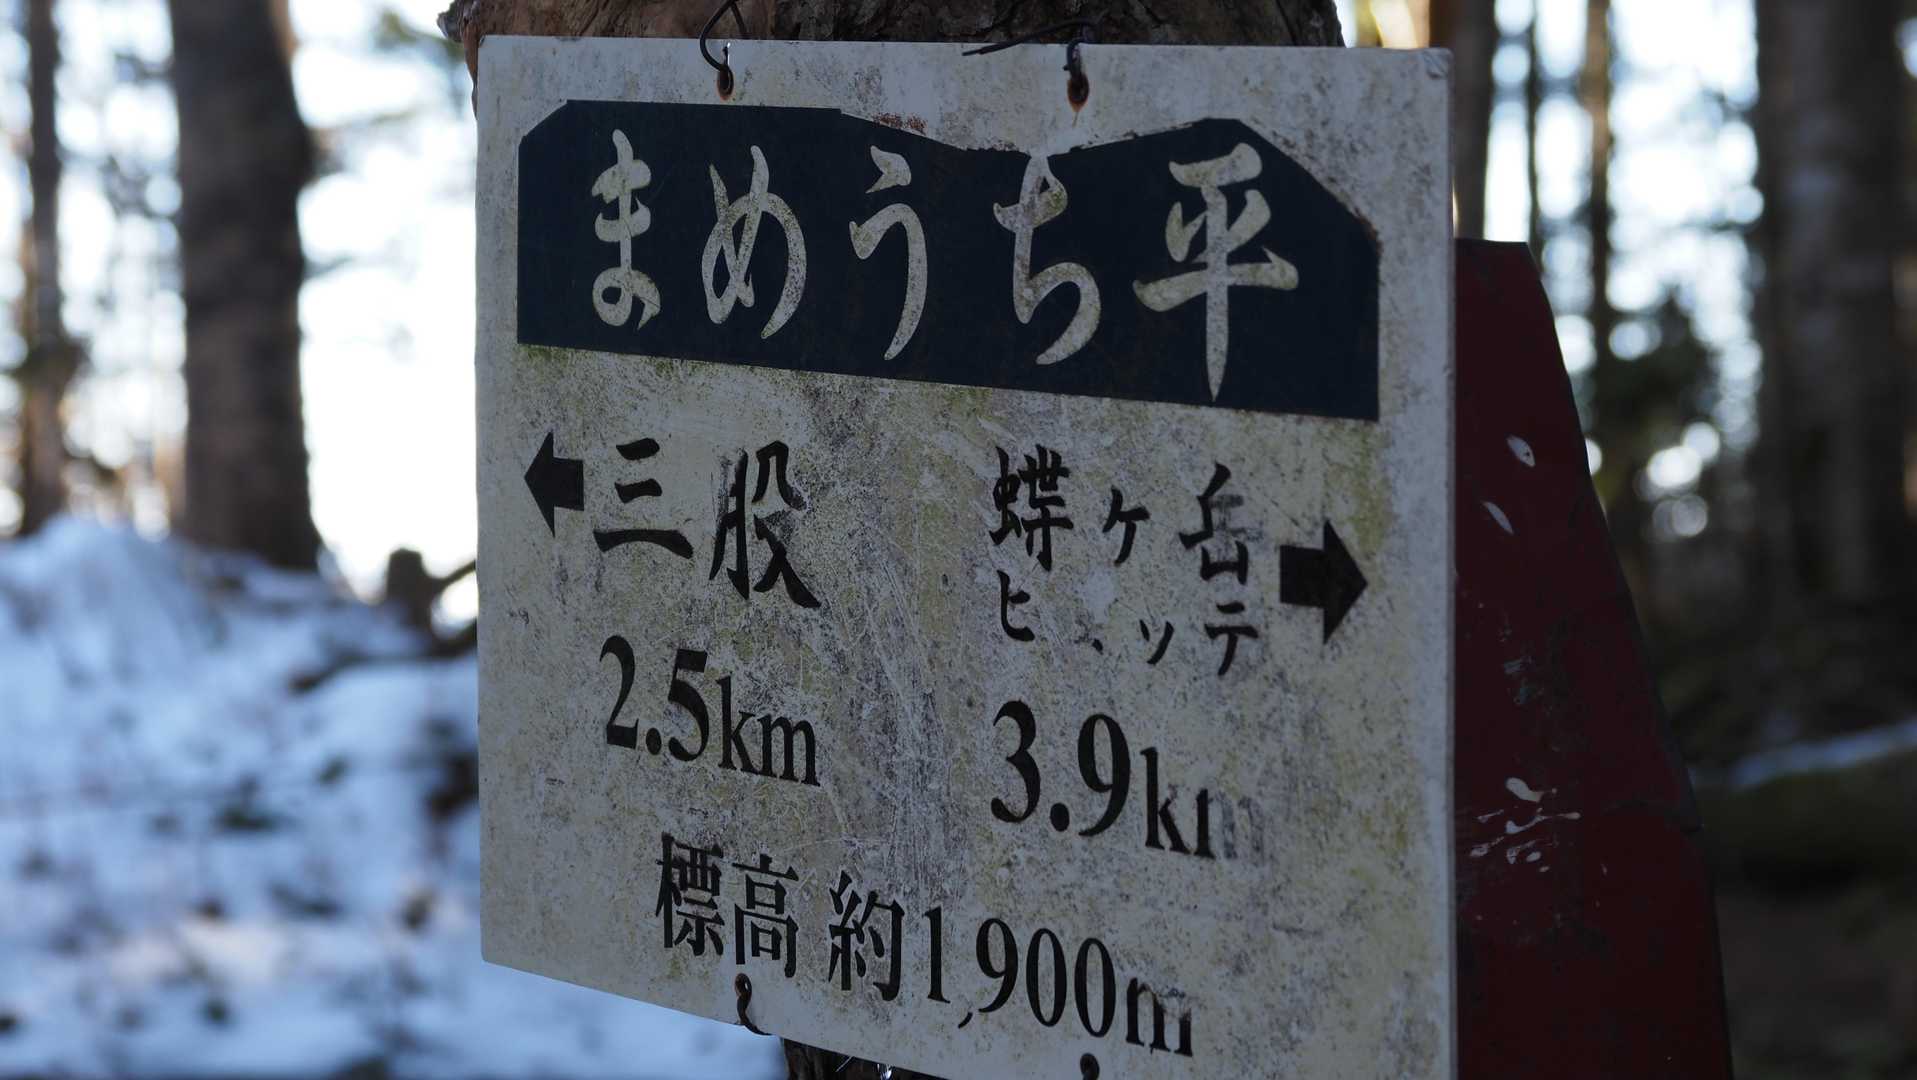 まめうち平
← 三股 蝶ヶ岳 →
ヒュッテ
2.5km 3.9km
標高 約1,900m